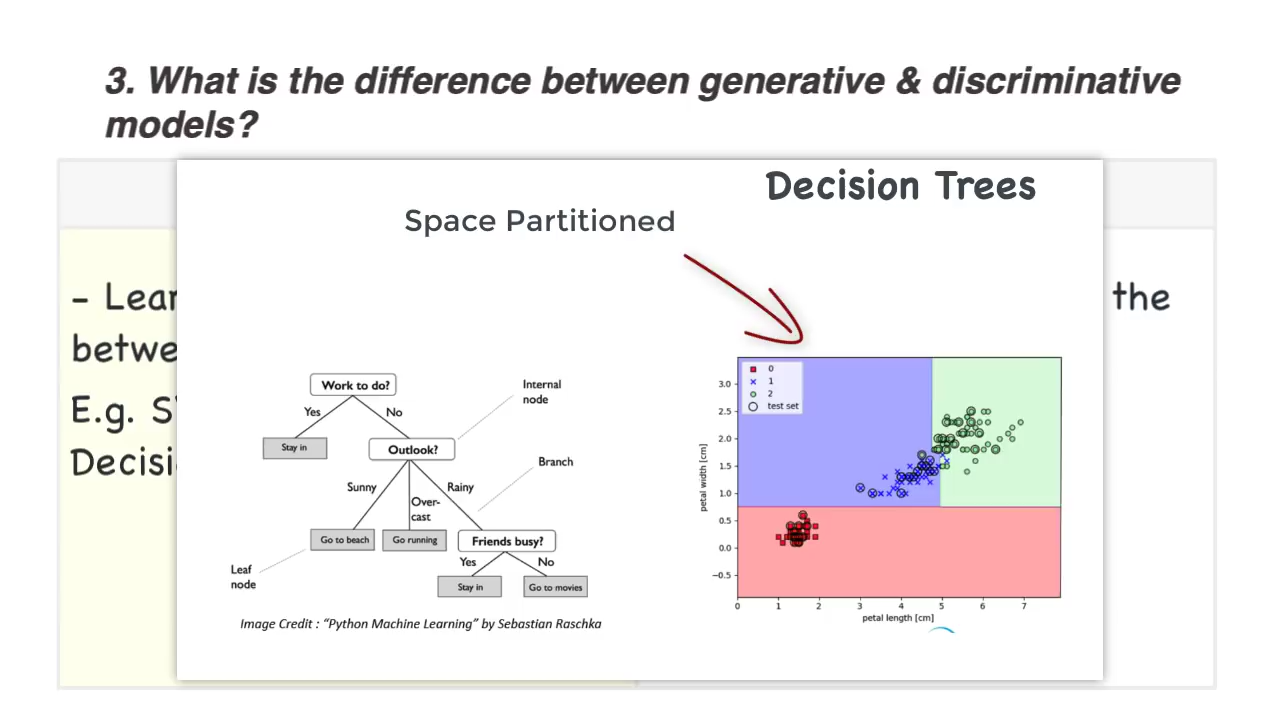 3. What is the difference between generative & discriminative
models?
Decision Trees
Space Partitioned
- Lear
betwe
E.g. S
Decisi
the
Work to do?
Yes
No
Stay in
Outlook?
Internal
node
Branch
Sunny
Over-
cast
Rainy
Go to beach
Go running
Friends busy?
Leaf
node
Yes
No
Stay in
Go to movies
Image Credit : “Python Machine Learning” by Sebastian Raschka
0
1
2
test set
petal width [cm]
3.0
2.5
2.0
1.5
1.0
0.5
0.0
−0.5
0 1 2 3 4 5 6 7
petal length [cm]